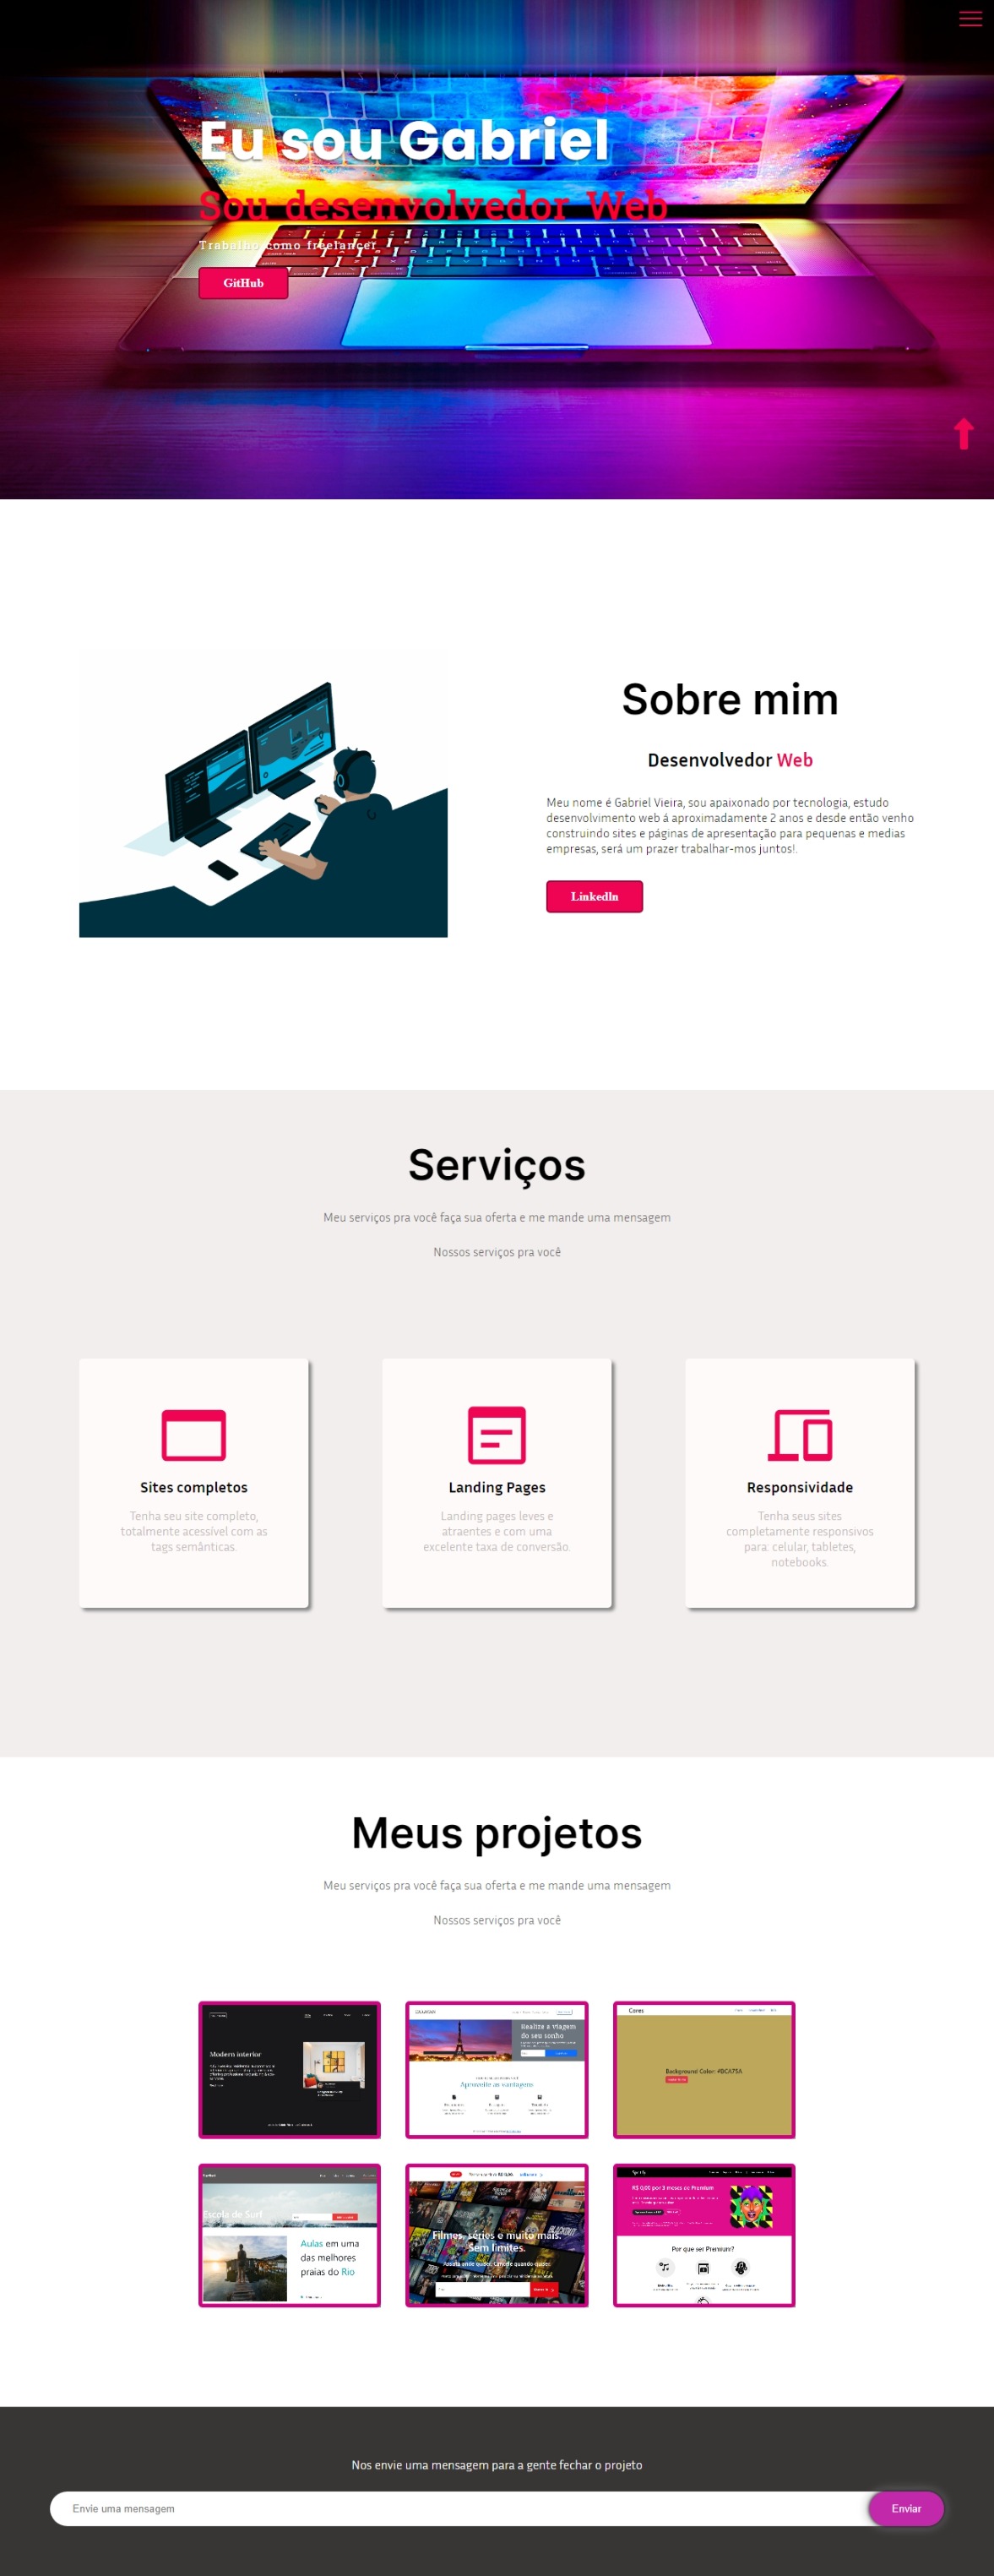 Eu sou Gabriel
Sou desenvolvedor Web
Trabalho como freelancer
GitHub
Sobre mim
Desenvolvedor Web
Meu nome é Gabriel Vieira, sou apaixonado por tecnologia, estudo
desenvolvimento web á aproximadamente 2 anos e desde então venho
construindo sites e páginas de apresentação para pequenas e medias
empresas, será um prazer trabalhar-mos juntos!.
LinkedIn
Serviços
Meu serviços pra você faça sua oferta e me mande uma mensagem
Nossos serviços pra você
Sites completos
Tenha seu site completo,
totalmente acessível com as
tags semânticas.
Landing Pages
Landing pages leves e
atraentes e com uma
excelente taxa de conversão.
Responsividade
Tenha seus sites
completamente responsivos
para: celular, tabletes,
notebooks.
Meus projetos
Meu serviços pra você faça sua oferta e me mande uma mensagem
Nossos serviços pra você
Modern interior
Realize a viagem
do seu sonho
Aproveite as vantagens
Cores
Background Color: #BCA75A
Escola de Surf
Aulas em uma
das melhores
praias do Rio
Filmes, séries e muito mais.
Sem limites.
Assista onde quiser. Cancele quando quiser.
R$ 0,00 por 3 meses de Premium
Por que ser Premium?
Nos envie uma mensagem para a gente fechar o projeto
Envie uma mensagem
Enviar